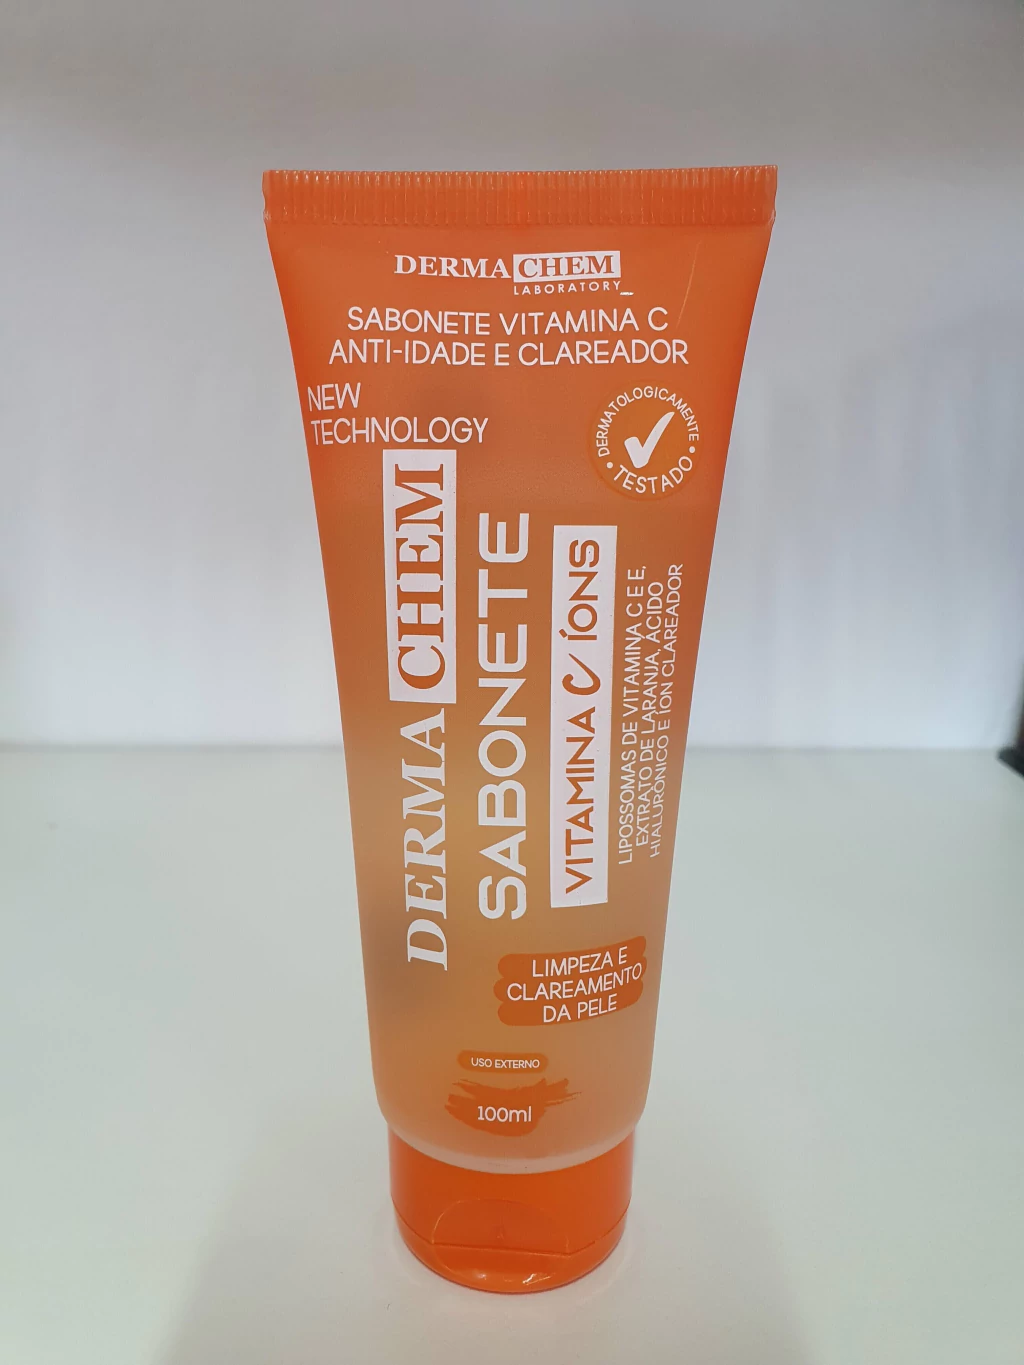 DERMA CHEM
LABORATORY_
SABONETE VITAMINA C
ANTI-IDADE E CLAREADOR
NEW
TECHNOLOGY
DERMATOLOGICAMENTE
• TESTADO •
DERMA CHEM
SABONETE
VITAMINA C ÍONS
LIPOSSOMAS DE VITAMINA C E E,
EXTRATO DE LARANJA, ÁCIDO
HIALURÔNICO E ÍON CLAREADOR
LIMPEZA E
CLAREAMENTO
DA PELE
USO EXTERNO
100ml